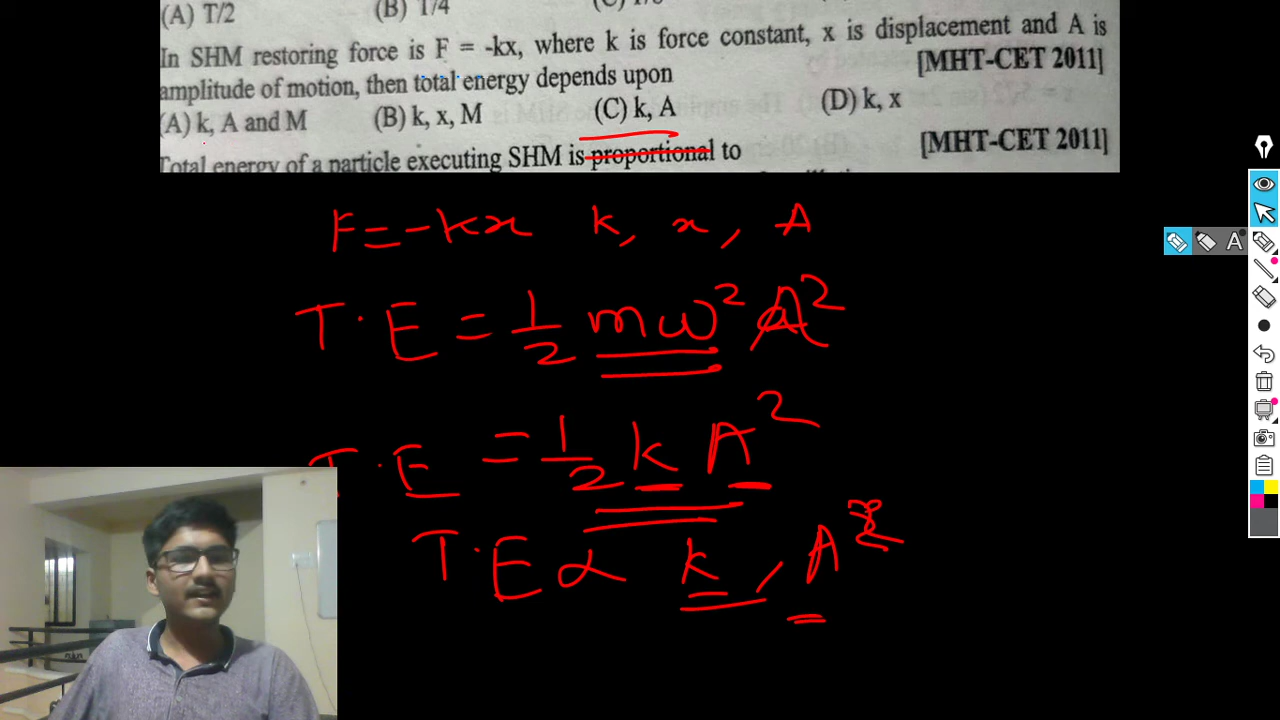 (A) T/2 (B) T/4
In SHM restoring force is F = -kx, where k is force constant, x is displacement and A is
amplitude of motion, then total energy depends upon [MHT-CET 2011]
(A) k, A and M (B) k, x, M (C) k, A (D) k, x
Total energy of a particle executing SHM is proportional to [MHT-CET 2011]
F = -kx k, x, A
T.E = 1/2 mω² A²
T.E = 1/2 k A²
T.E ∝ k, A²
A